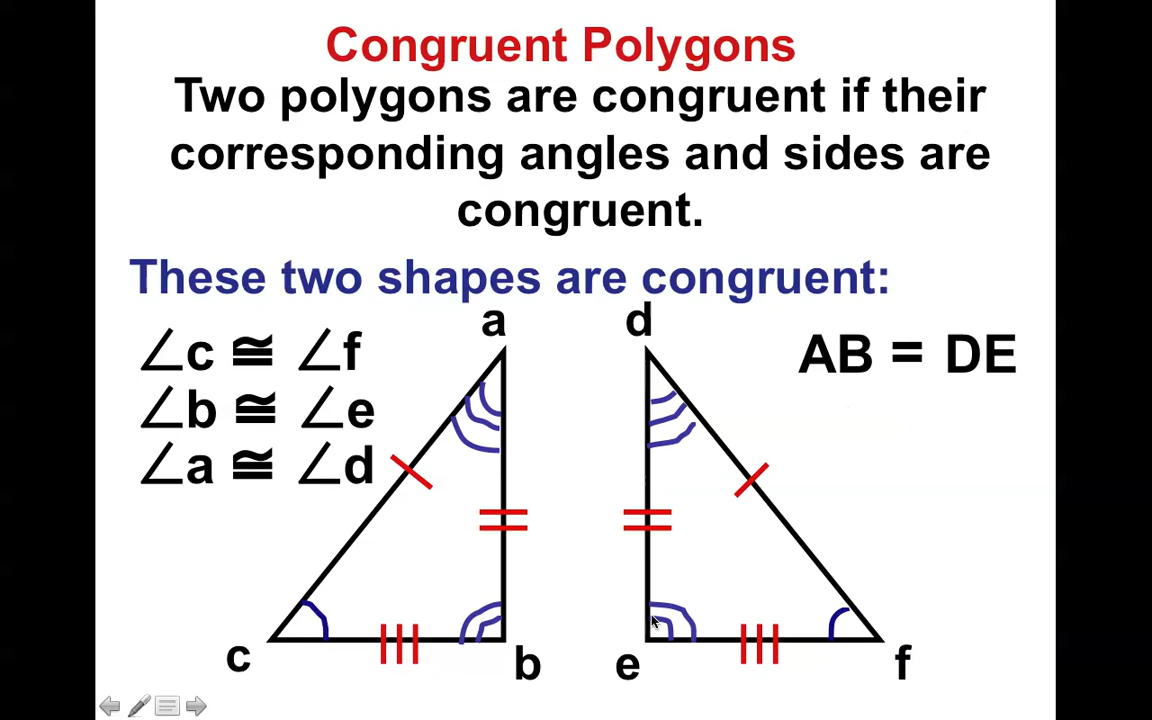 Congruent Polygons
Two polygons are congruent if their
corresponding angles and sides are
congruent.
These two shapes are congruent:
∠c ≅ ∠f
∠b ≅ ∠e
∠a ≅ ∠d
a
d
AB = DE
c
b
e
f